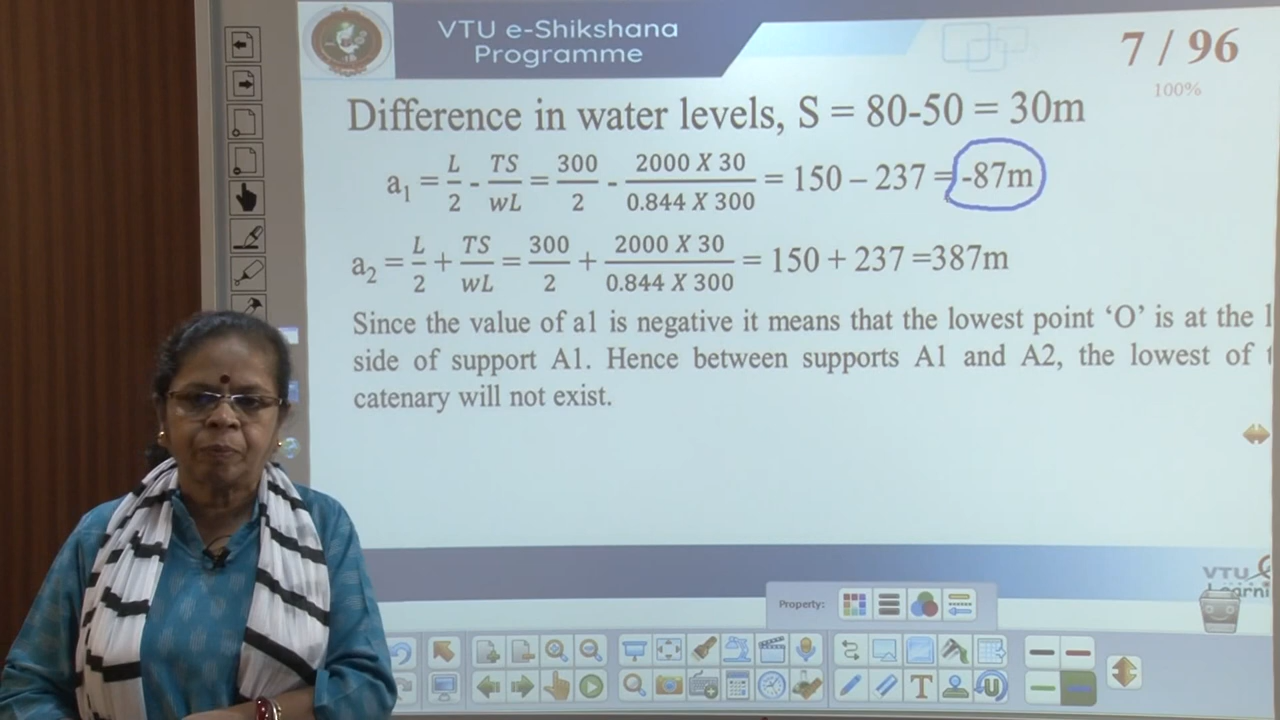 VTU e-Shikshana
Programme
7 / 96
100%
Difference in water levels, S = 80-50 = 30m
a₁ = L/2 - TS/wL = 300/2 - 2000 X 30/0.844 X 300 = 150 – 237 = -87m
a₂ = L/2 + TS/wL = 300/2 + 2000 X 30/0.844 X 300 = 150 + 237 =387m
Since the value of a1 is negative it means that the lowest point ‘O’ is at the
side of support A1. Hence between supports A1 and A2, the lowest of
catenary will not exist.
VTU
Learni
Property:
T